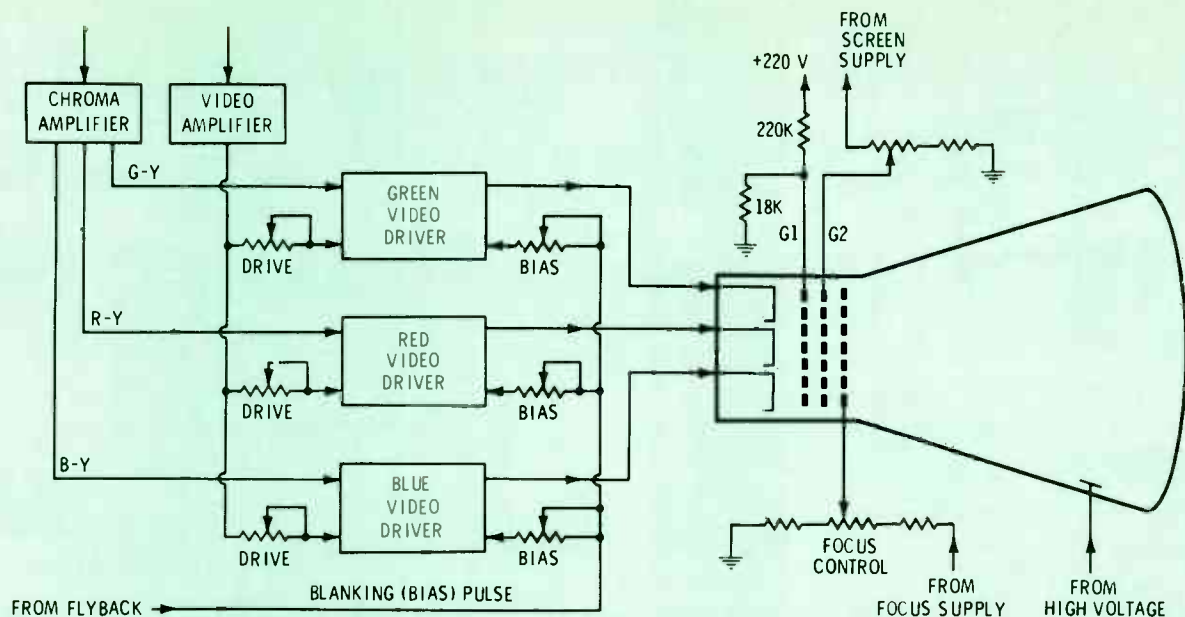 CHROMA
AMPLIFIER
VIDEO
AMPLIFIER
G-Y
R-Y
B-Y
GREEN
VIDEO
DRIVER
DRIVE
BIAS
RED
VIDEO
DRIVER
DRIVE
BIAS
BLUE
VIDEO
DRIVER
DRIVE
BIAS
FROM FLYBACK
BLANKING (BIAS) PULSE
+220 V
220K
18K
G1
G2
FROM
SCREEN
SUPPLY
FOCUS
CONTROL
FROM
FOCUS SUPPLY
FROM
HIGH VOLTAGE